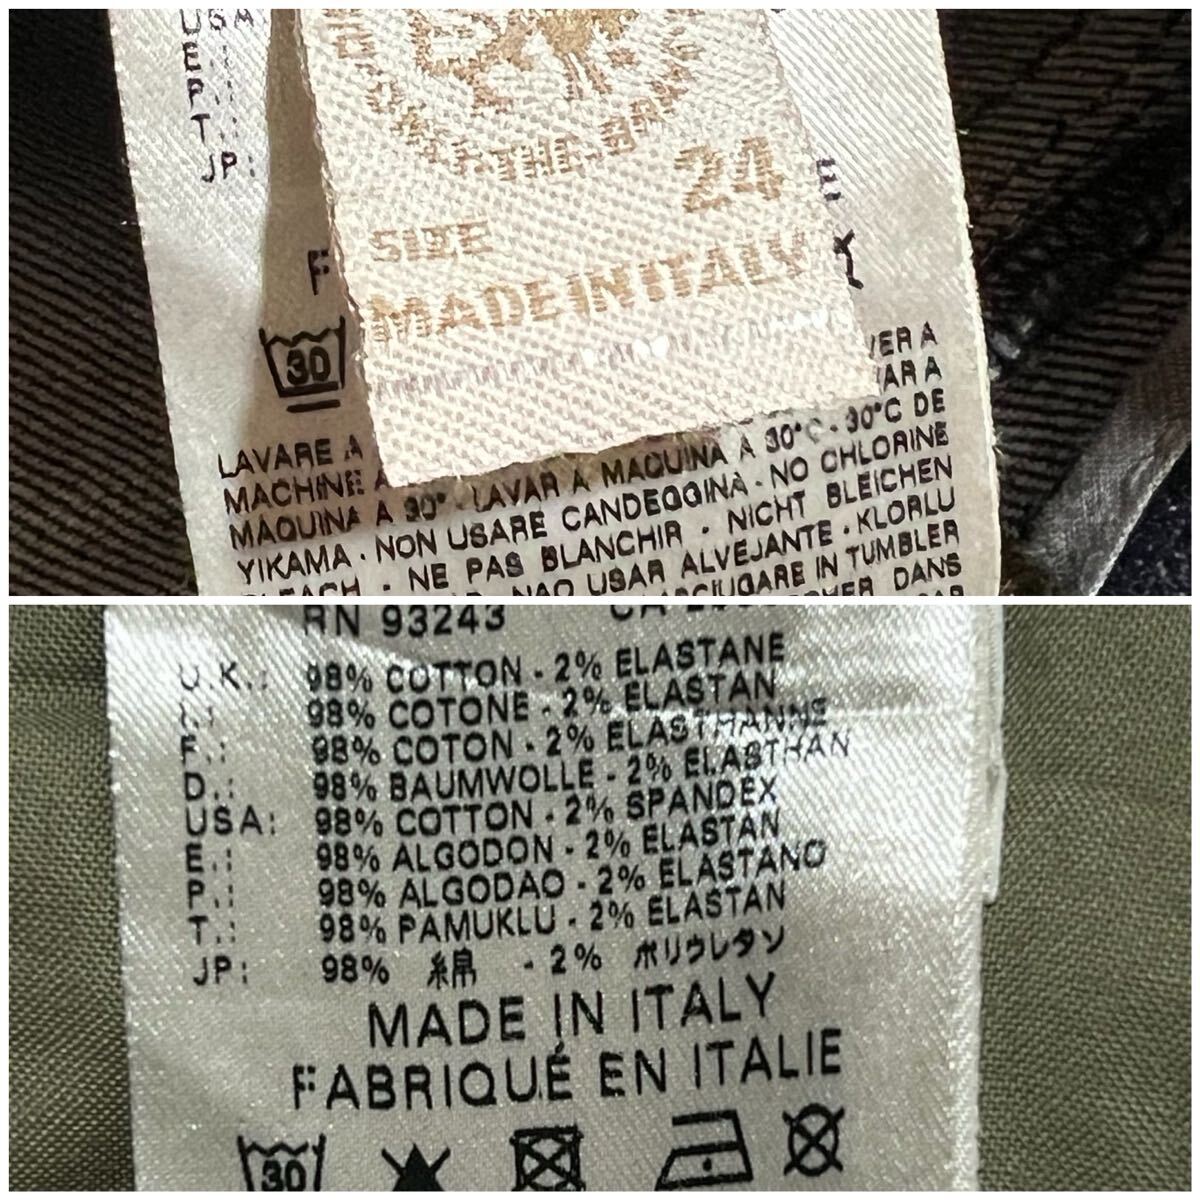 USA
E.:
P.:
T.:
JP:
THE
24
SIZE
MADE IN ITALY
F
E
30
LAVARE A
MACHINE A
MAQUINA A 30° · LAVAR A MAQUINA A 30°C · 30°C DE
YIKAMA · NON USARE CANDEGGINA · NO CHLORINE
BLEACH · NE PAS BLANCHIR · NICHT BLEICHEN
NAO USAR ALVEJANTE · KLORLU
IN TUMBLER
DANS
RN 93243
U.K.: 98% COTTON - 2% ELASTANE
98% COTONE - 2% ELASTAN
F.: 98% COTON - 2% ELASTHANNE
D.: 98% BAUMWOLLE - 2% ELASTHAN
USA: 98% COTTON - 2% SPANDEX
E.: 98% ALGODON - 2% ELASTAN
P.: 98% ALGODAO - 2% ELASTANO
T.: 98% PAMUKLU - 2% ELASTAN
JP: 98% 綿 - 2% ポリウレタン
MADE IN ITALY
FABRIQUÉ EN ITALIE
30